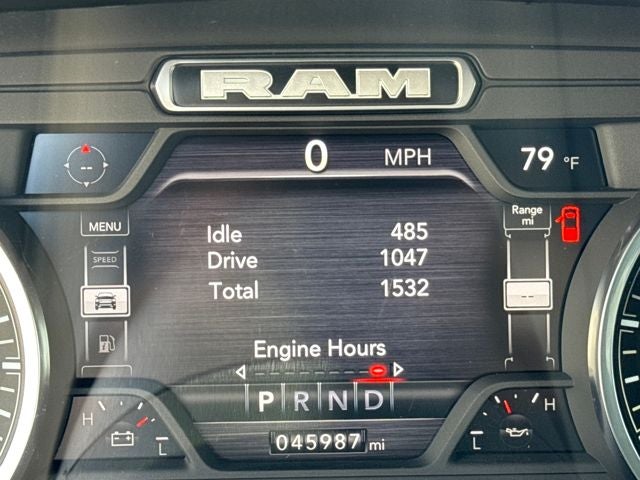 RAM
0 MPH
79 °F
MENU
Range
mi
SPEED
Idle 485
Drive 1047
Total 1532
--
Engine Hours
P R N D
H L
H L
045987 mi